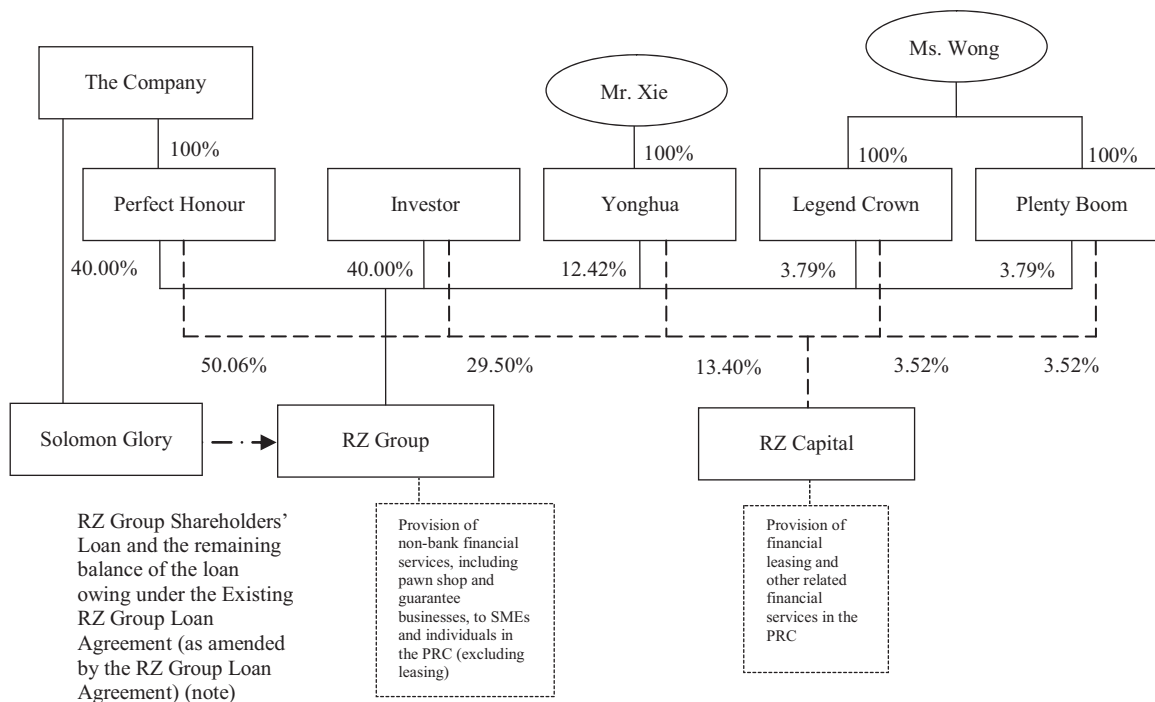 Ms. Wong
The Company
Mr. Xie
100%
100%
100%
100%
Perfect Honour
Investor
Yonghua
Legend Crown
Plenty Boom
40.00%
40.00%
12.42%
3.79%
3.79%
50.06%
29.50%
13.40%
3.52%
3.52%
Solomon Glory
RZ Group
RZ Capital
RZ Group Shareholders’
Loan and the remaining
balance of the loan
owing under the Existing
RZ Group Loan
Agreement (as amended
by the RZ Group Loan
Agreement) (note)
Provision of
non-bank financial
services, including
pawn shop and
guarantee
businesses, to SMEs
and individuals in
the PRC (excluding
leasing)
Provision of
financial
leasing and
other related
financial
services in the
PRC